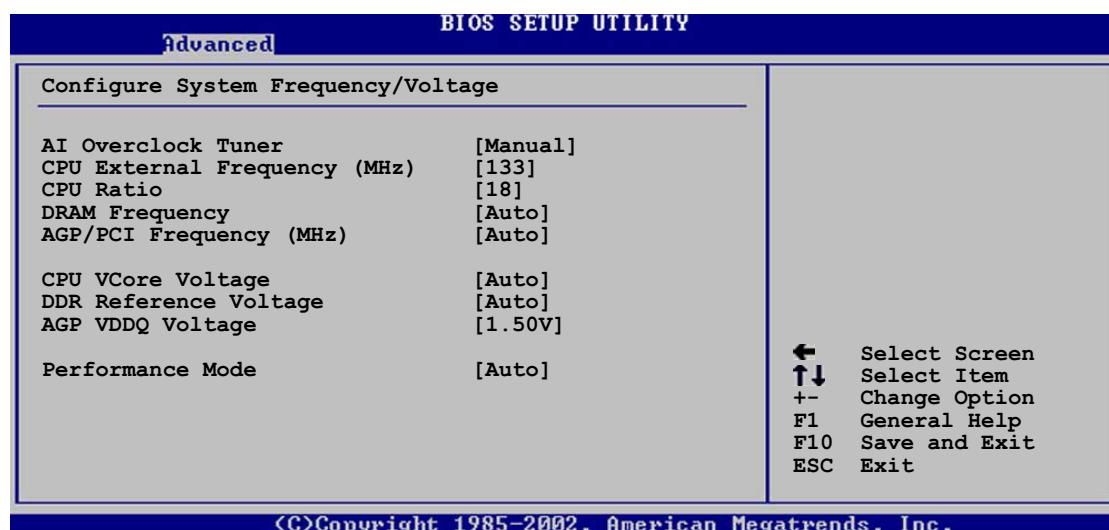 BIOS SETUP UTILITY
Advanced
Configure System Frequency/Voltage
AI Overclock Tuner [Manual]
CPU External Frequency (MHz) [133]
CPU Ratio [18]
DRAM Frequency [Auto]
AGP/PCI Frequency (MHz) [Auto]
CPU VCore Voltage [Auto]
DDR Reference Voltage [Auto]
AGP VDDQ Voltage [1.50V]
Performance Mode [Auto]
← Select Screen
↑↓ Select Item
+- Change Option
F1 General Help
F10 Save and Exit
ESC Exit
(C)Copyright 1985-2002, American Megatrends, Inc.